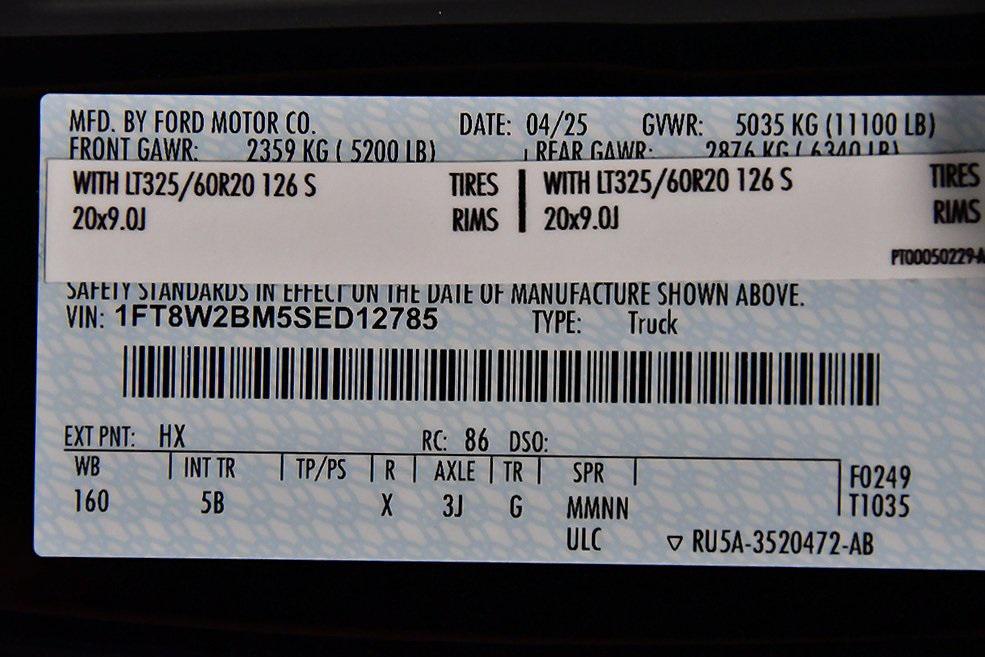 MFD. BY FORD MOTOR CO. DATE: 04/25 GVWR: 5035 KG (11100 LB)
FRONT GAWR: 2359 KG ( 5200 LB) REAR GAWR: 2876 KG ( 6340 LB)
WITH LT325/60R20 126 S TIRES WITH LT325/60R20 126 S TIRES
20x9.0J RIMS 20x9.0J RIMS
PT00050229-A
SAFETY STANDARDS IN EFFECT ON THE DATE OF MANUFACTURE SHOWN ABOVE.
VIN: 1FT8W2BM5SED12785 TYPE: Truck
EXT PNT: HX RC: 86 DSO:
WB INT TR TP/PS R AXLE TR SPR F0249
160 5B X 3J G MMNN T1035
ULC ▽ RU5A-3520472-AB